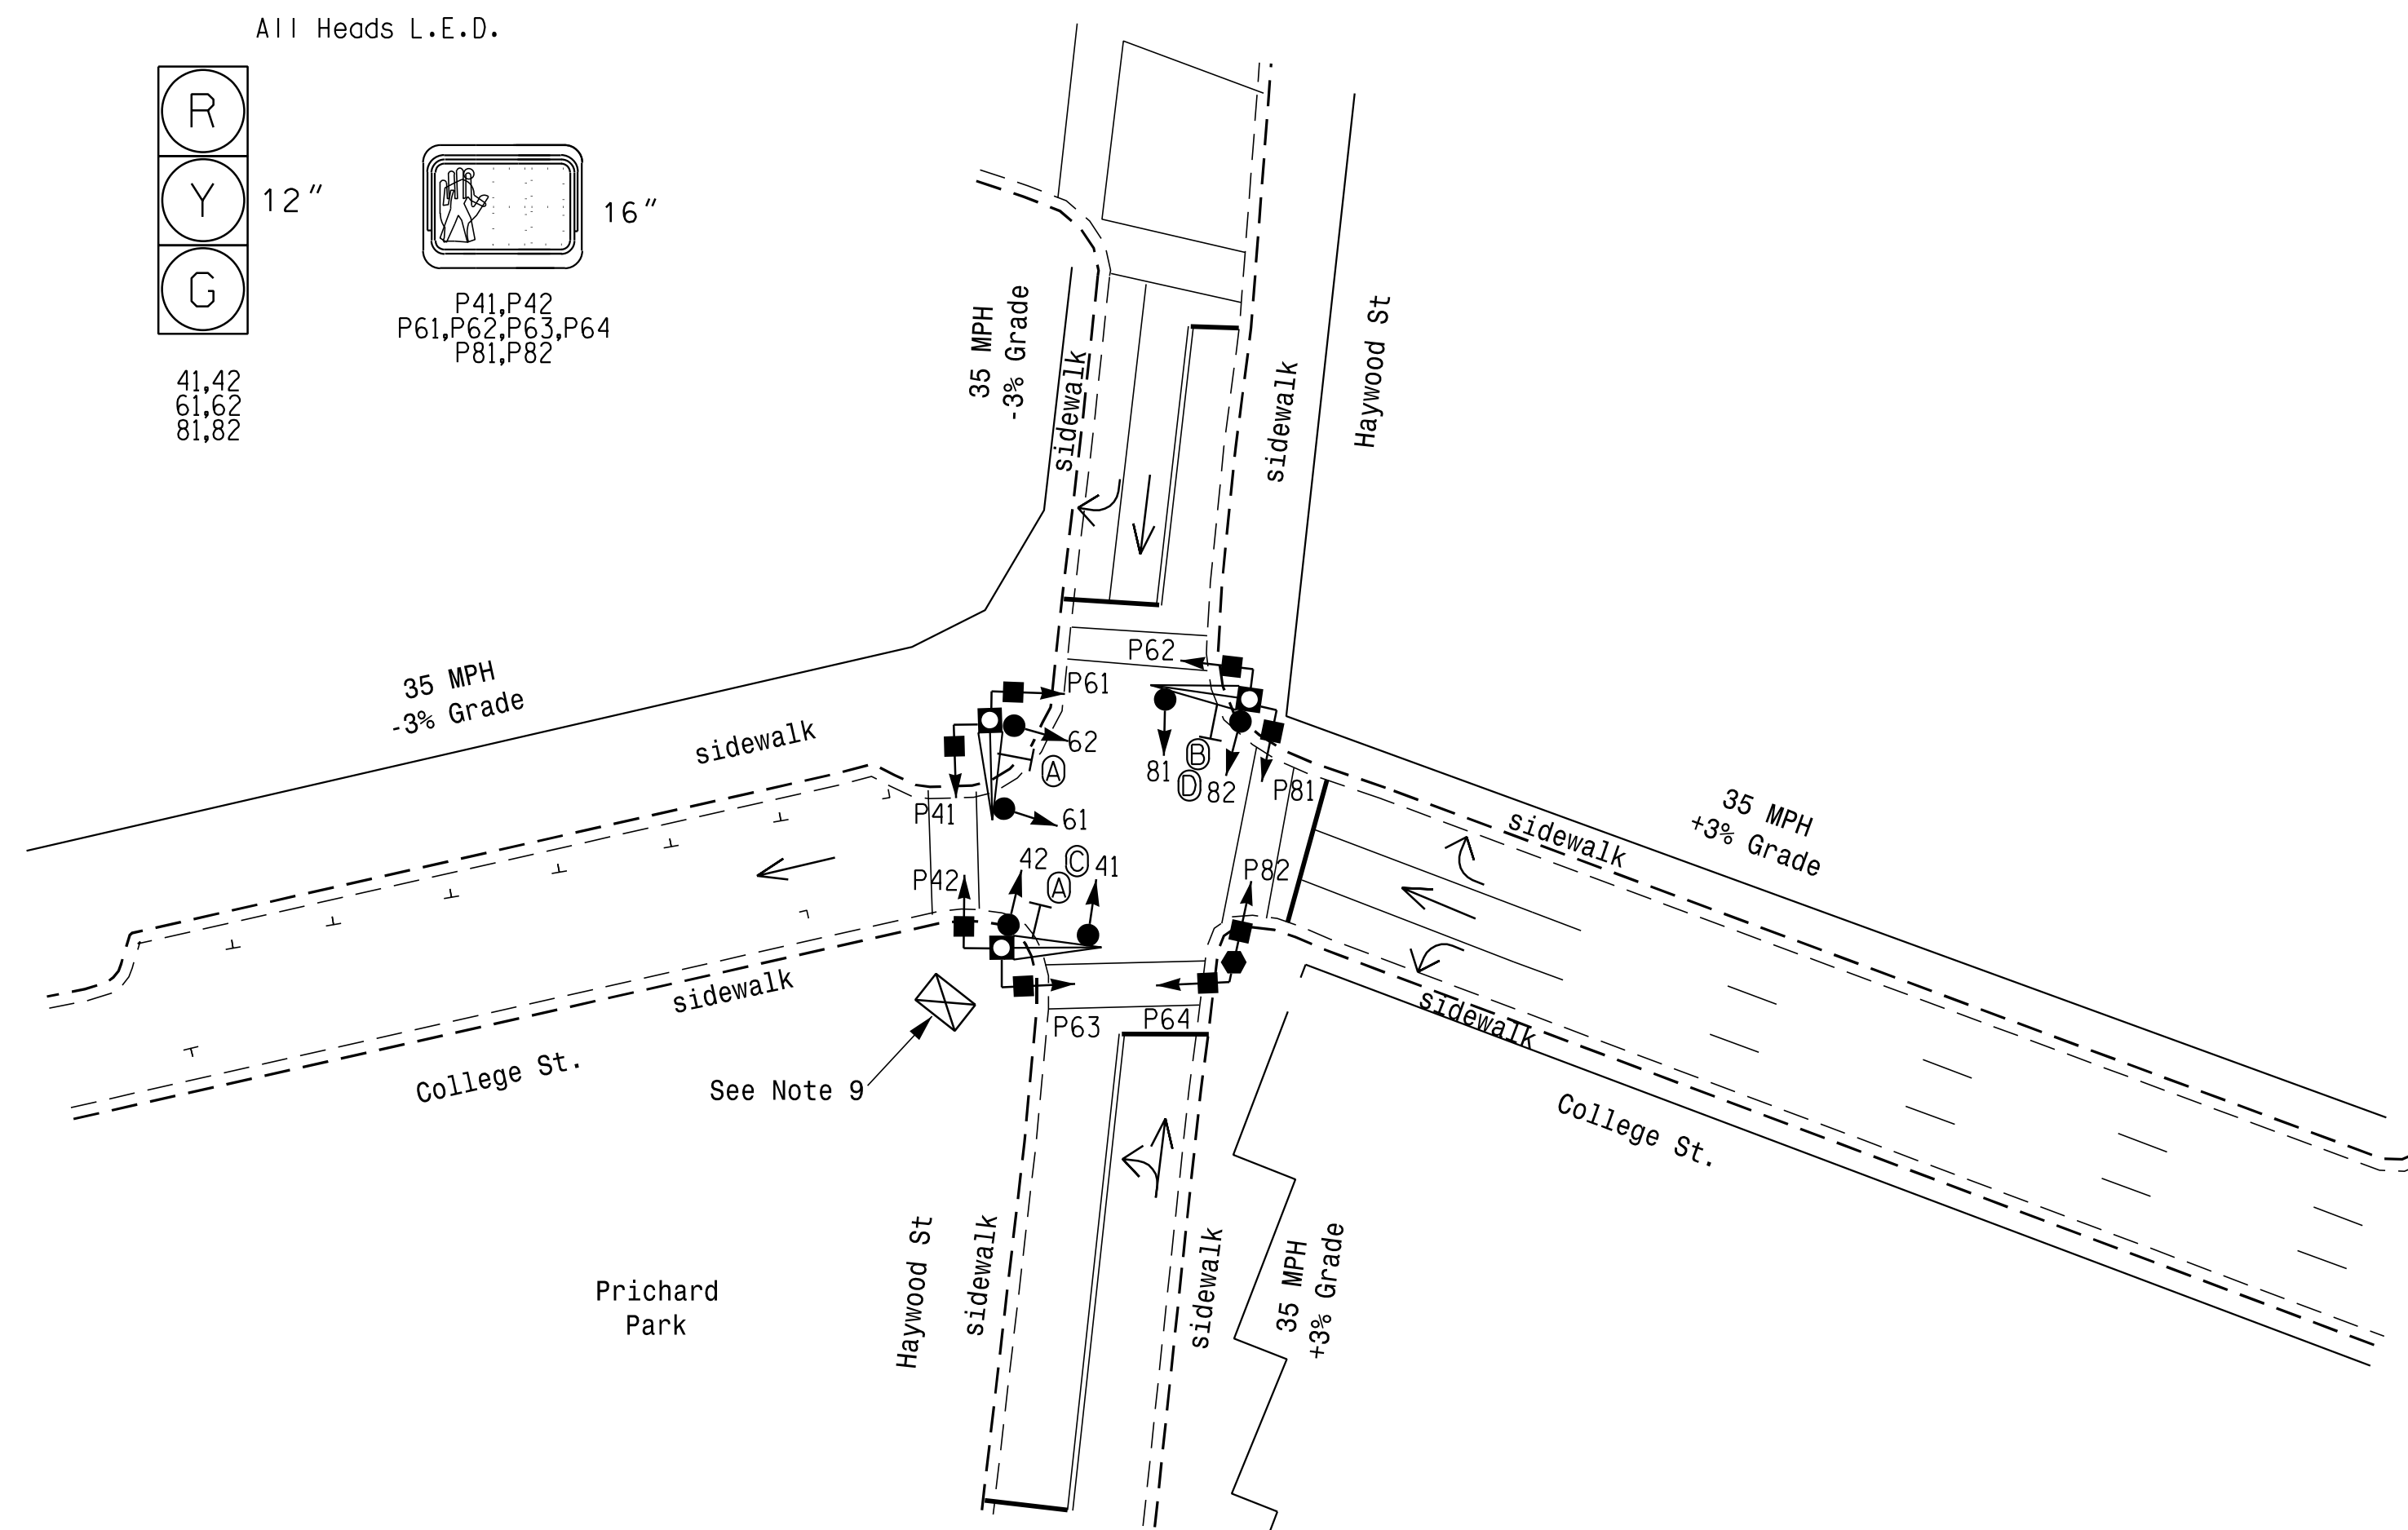 All Heads L.E.D.
R
Y
G
12"
16"
P41,P42
P61,P62,P63,P64
P81,P82
41,42
61,62
81,82
35 MPH
-3% Grade
sidewalk
sidewalk
Haywood St
35 MPH
-3% Grade
sidewalk
P62
P61
62
A
81
B
D
82
P81
P41
61
C
42
41
A
P42
P82
35 MPH
+3% Grade
sidewalk
sidewalk
sidewalk
P63
P64
College St.
See Note 9
College St.
Haywood St
sidewalk
sidewalk
35 MPH
+3% Grade
Prichard
Park